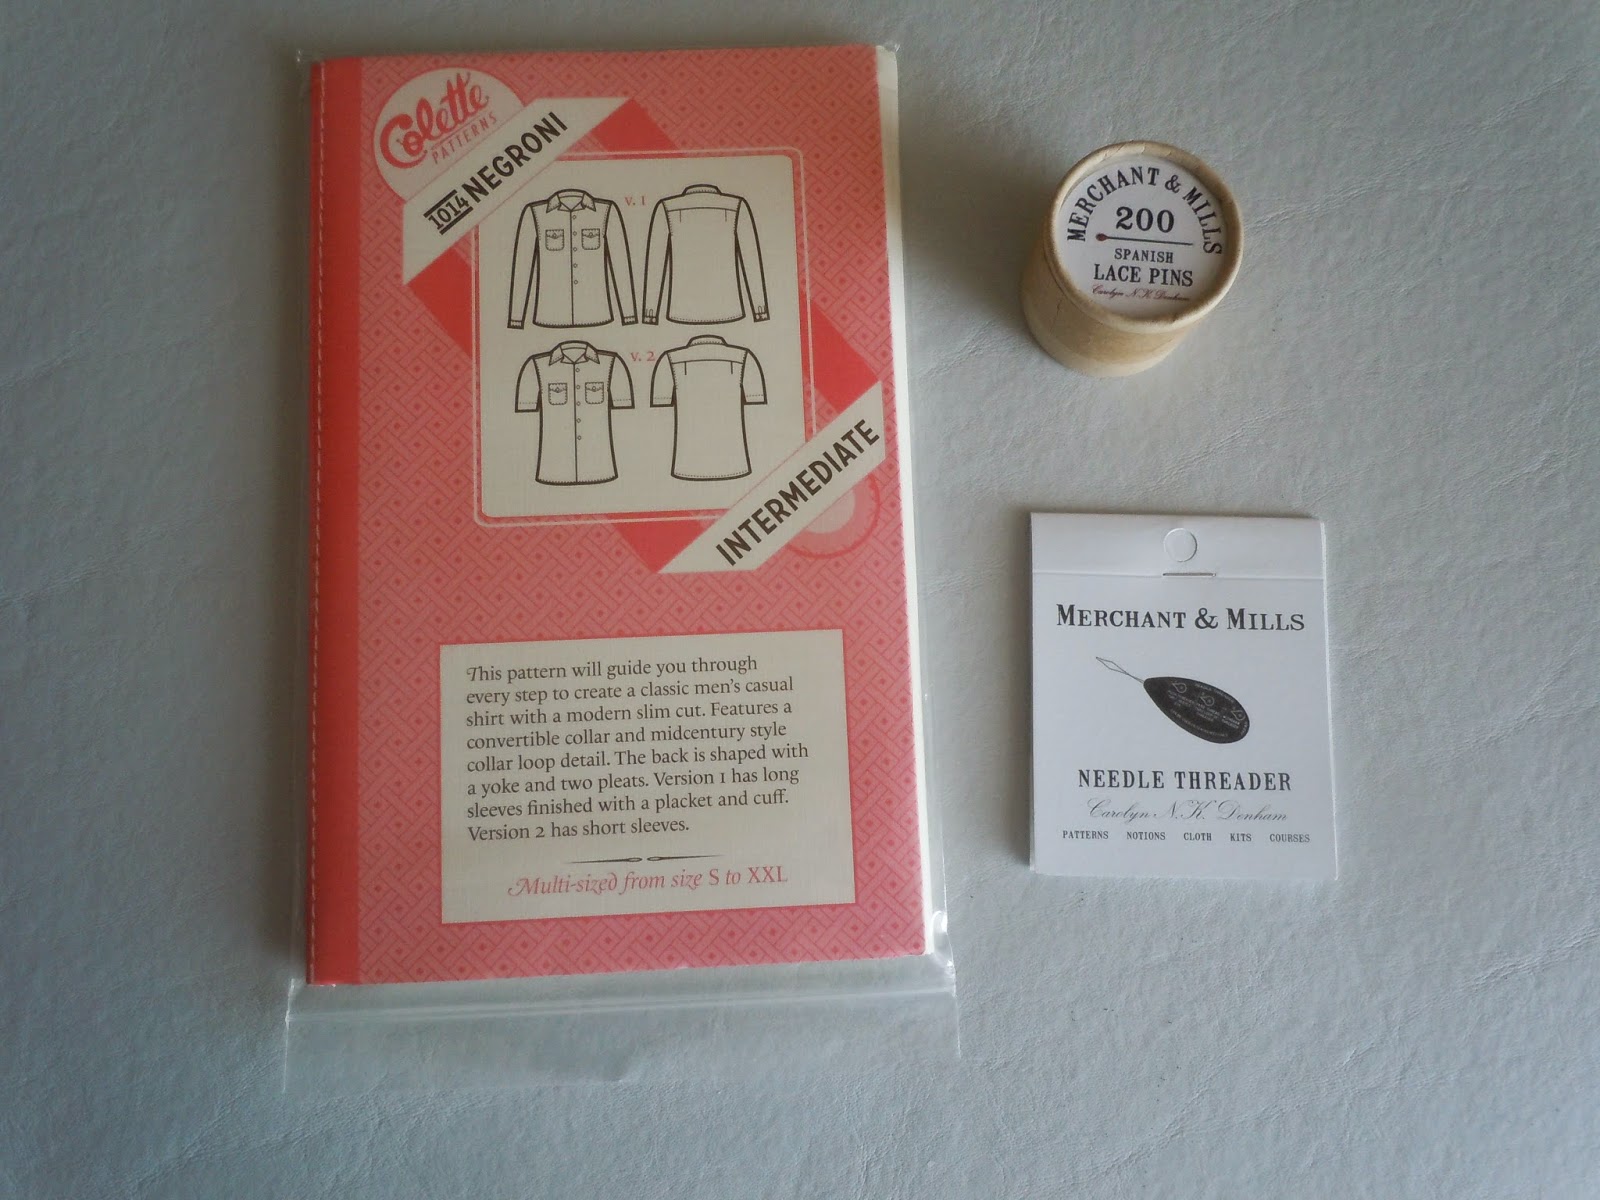 Colette
PATTERNS
1014 NEGRONI
v. 1
v. 2
INTERMEDIATE
This pattern will guide you through
every step to create a classic men's casual
shirt with a modern slim cut. Features a
convertible collar and midcentury style
collar loop detail. The back is shaped with
a yoke and two pleats. Version 1 has long
sleeves finished with a placket and cuff.
Version 2 has short sleeves.
Multi-sized from size S to XXL
MERCHANT & MILLS
200
SPANISH
LACE PINS
Carolyn N.K. Denham
MERCHANT & MILLS
NEEDLE THREADER
Carolyn N.K. Denham
PATTERNS NOTIONS CLOTH KITS COURSES